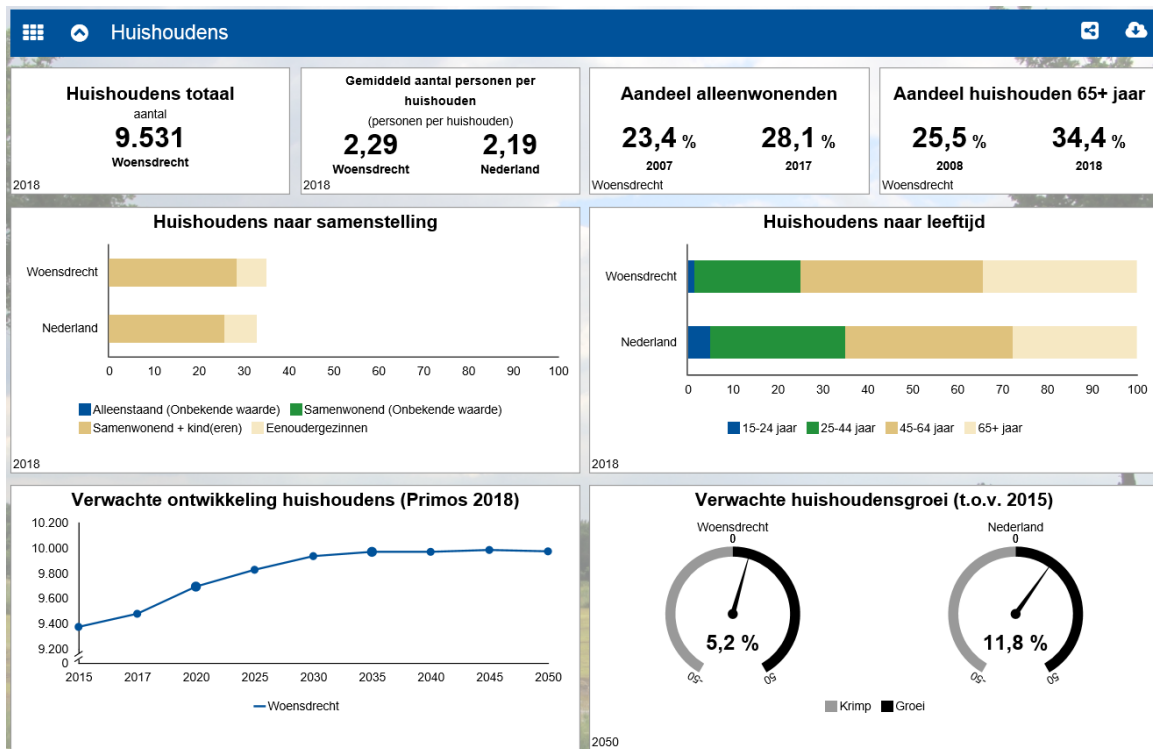 Huishoudens
Huishoudens totaal
aantal
9.531
Woensdrecht
2018
Gemiddeld aantal personen per
huishouden
(personen per huishouden)
2,29 2,19
Woensdrecht Nederland
2018
Aandeel alleenwonenden
23,4 % 28,1 %
2007 2017
Woensdrecht
Aandeel huishouden 65+ jaar
25,5 % 34,4 %
2008 2018
Woensdrecht
Huishoudens naar samenstelling
Woensdrecht
Nederland
0 10 20 30 40 50 60 70 80 90 100
Alleenstaand (Onbekende waarde) Samenwonend (Onbekende waarde)
Samenwonend + kind(eren) Eenoudergezinnen
2018
Huishoudens naar leeftijd
Woensdrecht
Nederland
0 10 20 30 40 50 60 70 80 90 100
15-24 jaar 25-44 jaar 45-64 jaar 65+ jaar
2018
Verwachte ontwikkeling huishoudens (Primos 2018)
10.200
10.000
9.800
9.600
9.400
9.200
0
2015 2017 2020 2025 2030 2035 2040 2045 2050
Woensdrecht
Verwachte huishoudensgroei (t.o.v. 2015)
Woensdrecht Nederland
0 0
5,2 % 11,8 %
-50 50 -50 50
Krimp Groei
2050